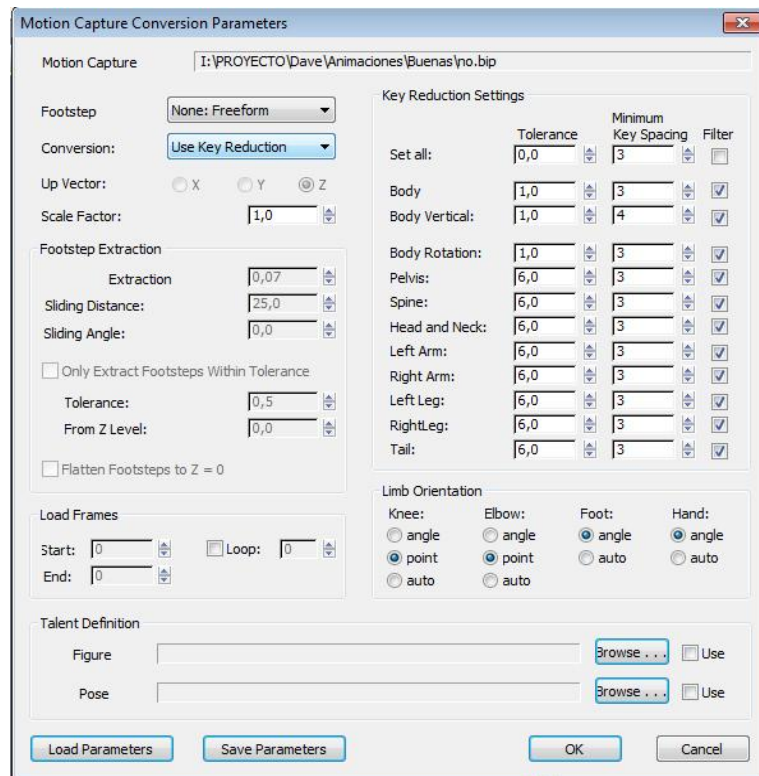 Motion Capture Conversion Parameters
Motion Capture I:\PROYECTO\Dave\Animaciones\Buenas\no.bip
Footstep None: Freeform
Conversion: Use Key Reduction
Up Vector: X Y Z
Scale Factor: 1,0
Footstep Extraction
Extraction 0,07
Sliding Distance: 25,0
Sliding Angle: 0,0
Only Extract Footsteps Within Tolerance
Tolerance: 0,5
From Z Level: 0,0
Flatten Footsteps to Z = 0
Load Frames
Start: 0 Loop: 0
End: 0
Key Reduction Settings
Minimum
Tolerance Key Spacing Filter
Set all: 0,0 3
Body 1,0 3
Body Vertical: 1,0 4
Body Rotation: 1,0 3
Pelvis: 6,0 3
Spine: 6,0 3
Head and Neck: 6,0 3
Left Arm: 6,0 3
Right Arm: 6,0 3
Left Leg: 6,0 3
RightLeg: 6,0 3
Tail: 6,0 3
Limb Orientation
Knee: Elbow: Foot: Hand:
angle angle angle angle
point point auto auto
auto auto
Talent Definition
Figure Browse . . . Use
Pose Browse . . . Use
Load Parameters Save Parameters OK Cancel